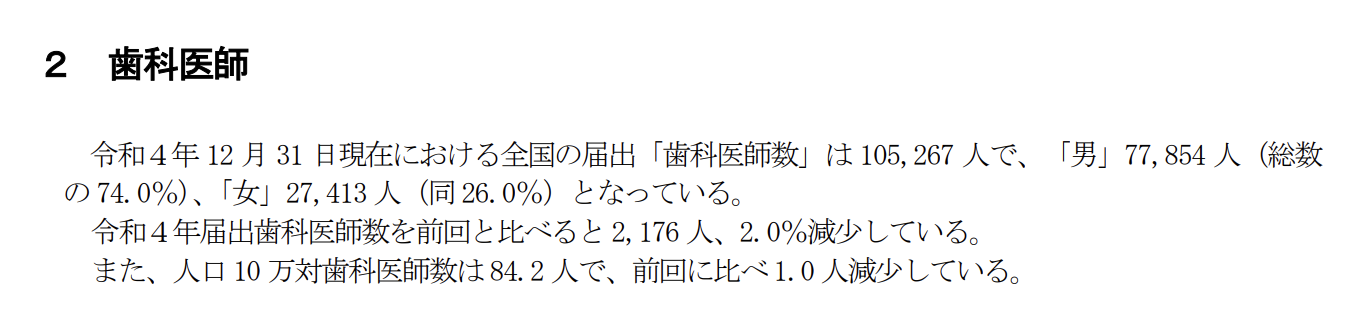 ２　歯科医師
令和４年 12 月 31 日現在における全国の届出「歯科医師数」は 105,267 人で、「男」77,854 人（総数
の 74.0％）、「女」27,413 人（同 26.0％）となっている。
令和４年届出歯科医師数を前回と比べると 2,176 人、2.0％減少している。
また、人口 10 万対歯科医師数は 84.2 人で、前回に比べ 1.0 人減少している。